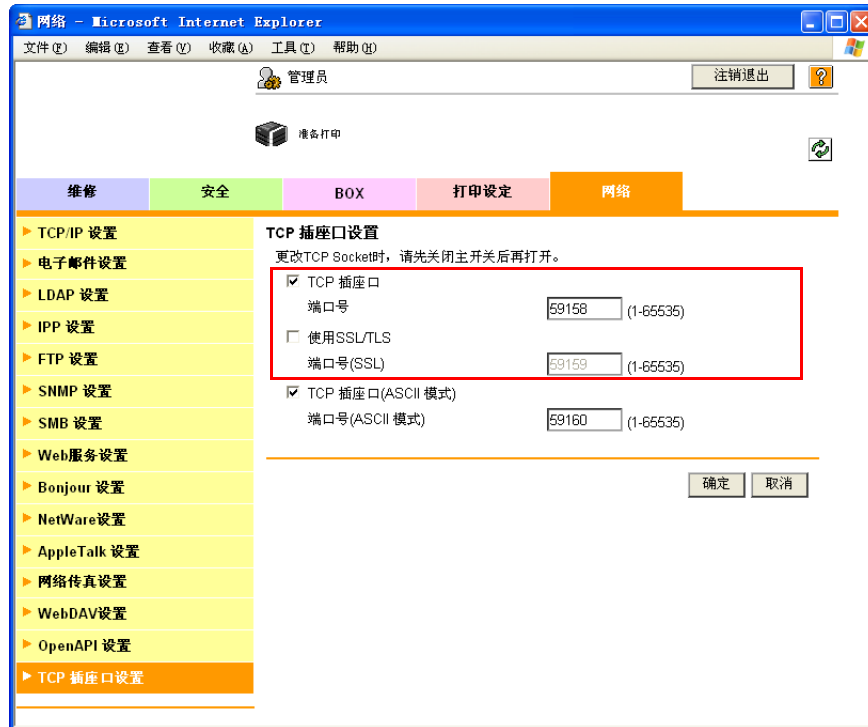 网络 - Microsoft Internet Explorer
文件(F) 编辑(E) 查看(V) 收藏(A) 工具(T) 帮助(H)
管理员
注销退出
?
准备打印
维修 安全 BOX 打印设定 网络
TCP/IP 设置
电子邮件设置
LDAP 设置
IPP 设置
FTP 设置
SNMP 设置
SMB 设置
Web服务设置
Bonjour 设置
NetWare设置
AppleTalk 设置
网络传真设置
WebDAV设置
OpenAPI 设置
TCP 插座口设置
TCP 插座口设置
更改TCP Socket时，请先关闭主开关后再打开。
TCP 插座口
端口号 59158 (1-65535)
使用SSL/TLS
端口号(SSL) 59159 (1-65535)
TCP 插座口(ASCII 模式)
端口号(ASCII 模式) 59160 (1-65535)
确定 取消